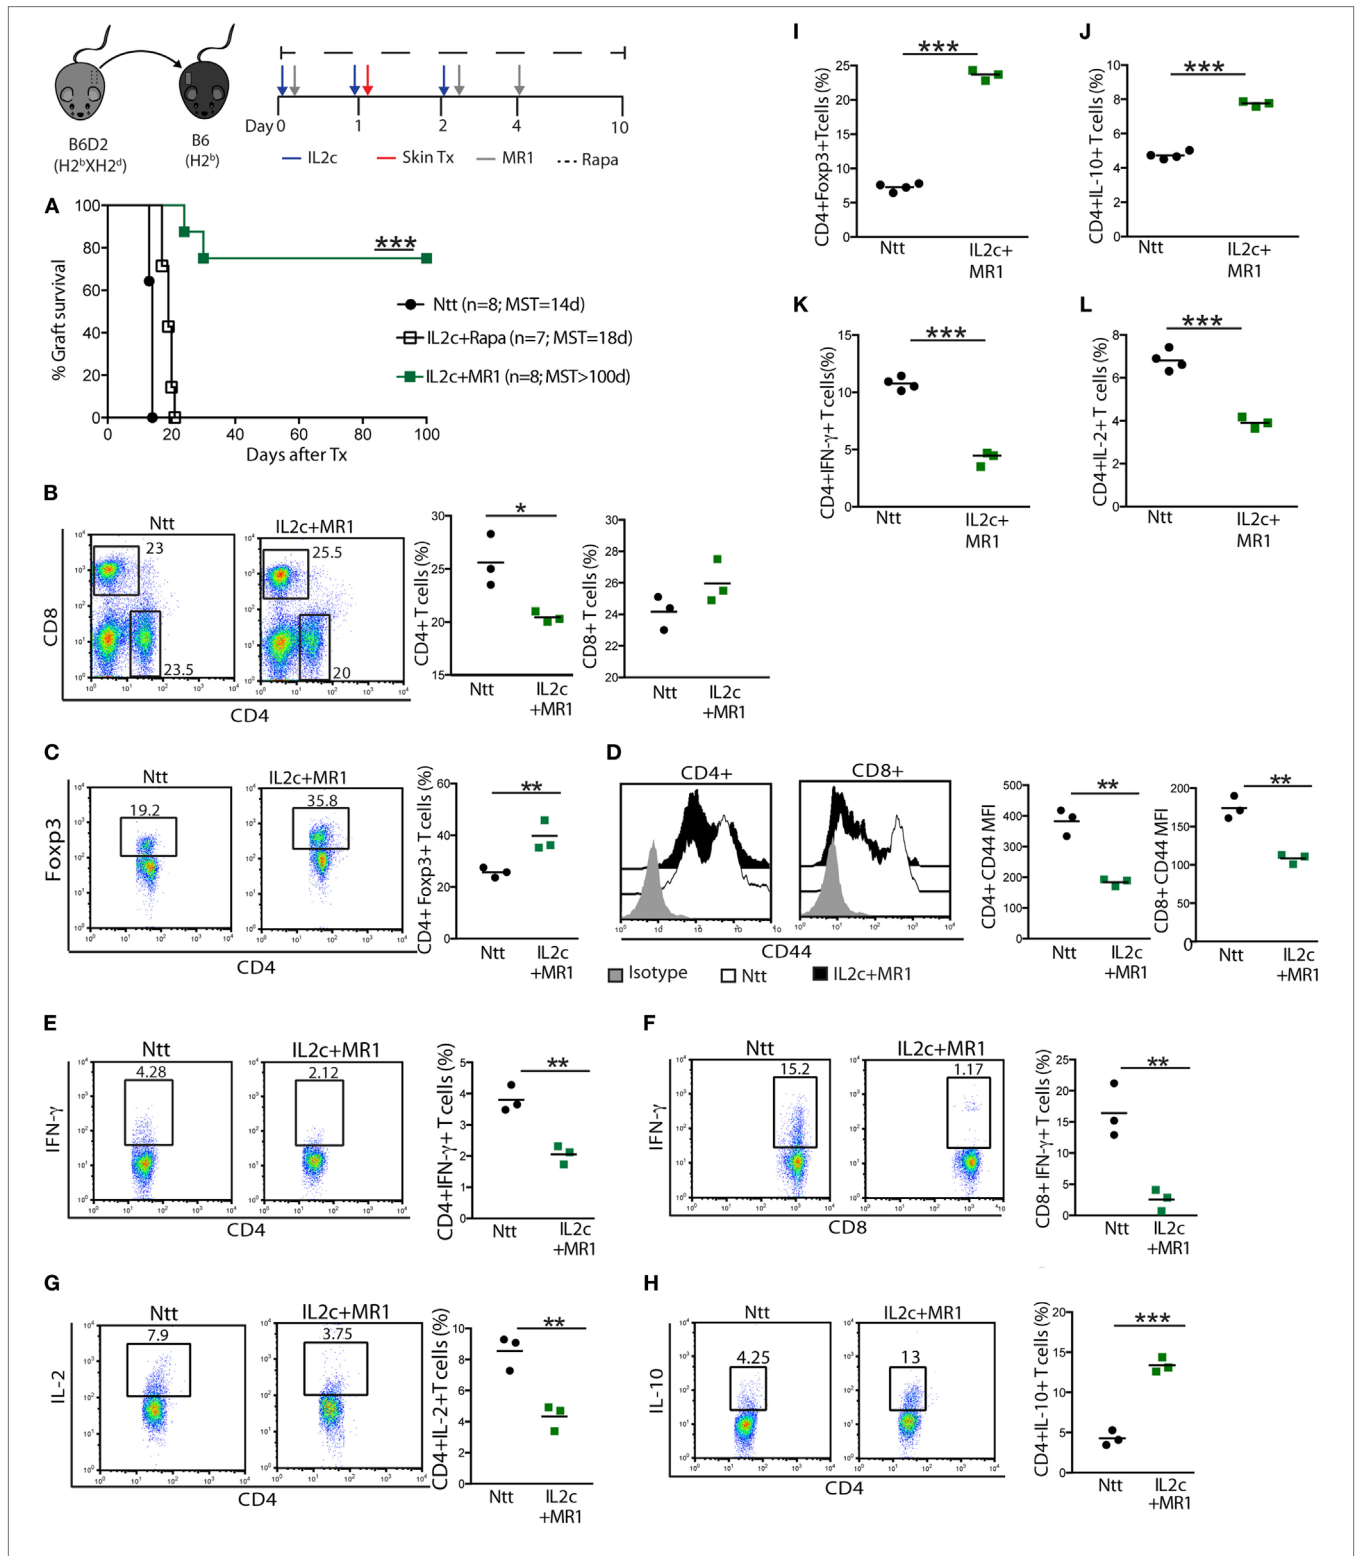 B6D2
(H2ᵇXH2ᵈ)
B6
(H2ᵇ)
Day 0 1 2 4 10
IL2c Skin Tx MR1 Rapa
A
% Graft survival
100
80
60
40
20
0
0 20 40 60 80 100
Days after Tx
***
Ntt (n=8; MST=14d)
IL2c+Rapa (n=7; MST=18d)
IL2c+MR1 (n=8; MST>100d)
I
CD4+Foxp3+Tcells (%)
25
20
15
10
5
0
***
Ntt IL2c+
MR1
J
CD4+IL-10+ T cells (%)
10
8
6
4
2
0
***
Ntt IL2c+
MR1
K
CD4+IFN-γ+ T cells(%)
15
10
5
0
***
Ntt IL2c+
MR1
L
CD4+IL-2+ T cells (%)
8
6
4
2
0
***
Ntt IL2c+
MR1
B
Ntt IL2c+MR1
23 25.5
23.5 20
CD8
CD4
CD4+ T cells (%)
30
25
20
15
*
Ntt IL2c
+MR1
CD8+ T cells (%)
30
28
26
24
22
20
Ntt IL2c
+MR1
C
Ntt IL2c+MR1
19.2 35.8
Foxp3
CD4
CD4+ Foxp3+ T cells (%)
60
40
20
0
**
Ntt IL2c
+MR1
D
CD4+ CD8+
CD44
Isotype Ntt IL2c+MR1
CD4+ CD44 MFI
500
400
300
200
100
0
**
Ntt IL2c
+MR1
CD8+ CD44 MFI
200
150
100
50
0
**
Ntt IL2c
+MR1
E
Ntt IL2c+MR1
4.28 2.12
IFN-γ
CD4
CD4+IFN-γ+ T cells (%)
5
4
3
2
1
0
**
Ntt IL2c
+MR1
F
Ntt IL2c+MR1
15.2 1.17
IFN-γ
CD8
CD8+ IFN-γ+ T cells (%)
25
20
15
10
5
0
**
Ntt IL2c
+MR1
G
Ntt IL2c+MR1
7.9 3.75
IL-2
CD4
CD4+IL-2+T cells (%)
10
8
6
4
2
0
**
Ntt IL2c
+MR1
H
Ntt IL2c+MR1
4.25 13
IL-10
CD4
CD4+IL-10+ T cells (%)
20
15
10
5
0
***
Ntt IL2c
+MR1